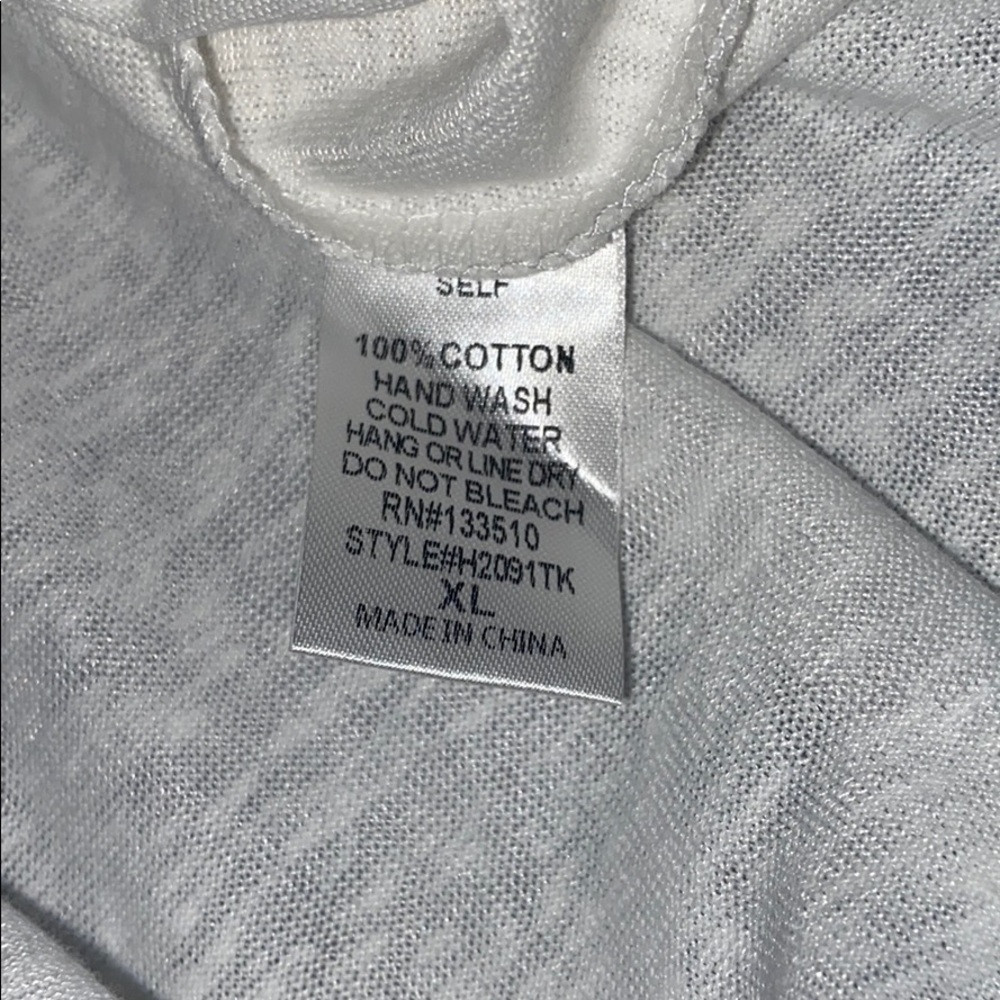 SELF
100% COTTON
HAND WASH
COLD WATER
HANG OR LINE DRY
DO NOT BLEACH
RN#133510
STYLE#H2091TK
XL
MADE IN CHINA